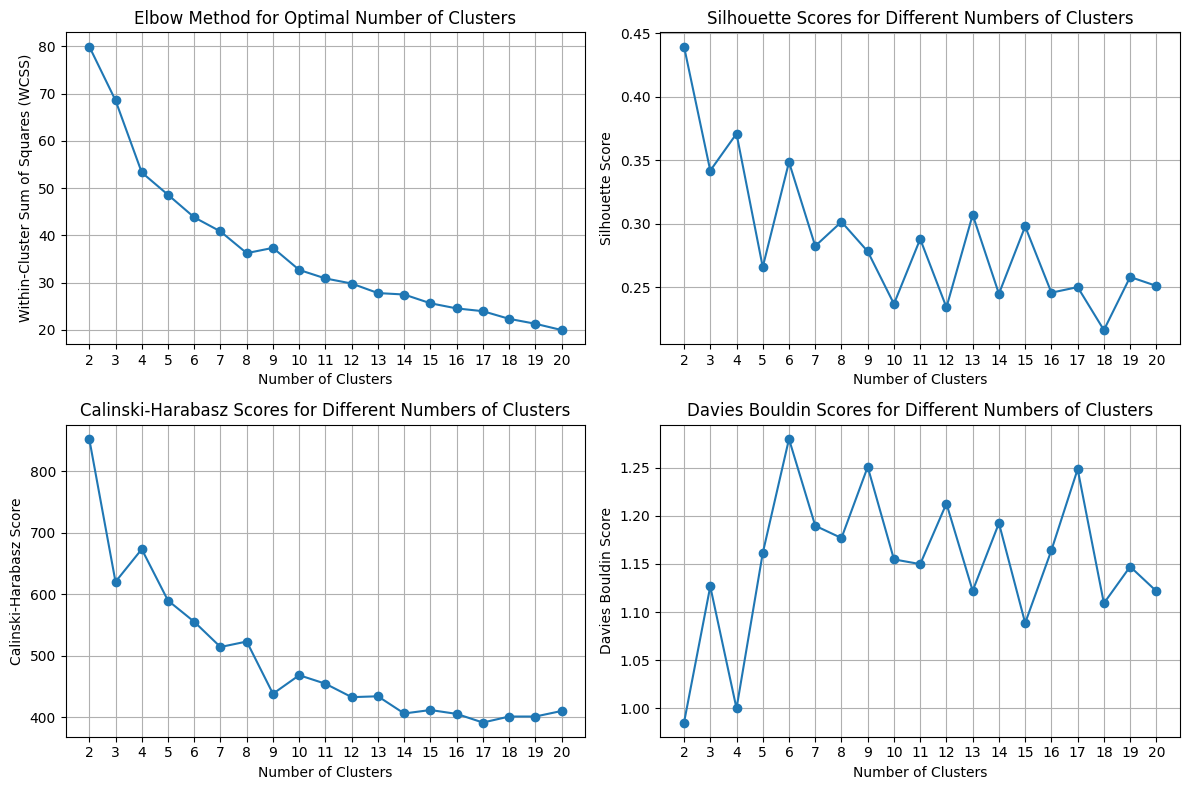 Elbow Method for Optimal Number of Clusters
Within-Cluster Sum of Squares (WCSS)
80
70
60
50
40
30
20
2 3 4 5 6 7 8 9 10 11 12 13 14 15 16 17 18 19 20
Number of Clusters
Silhouette Scores for Different Numbers of Clusters
Silhouette Score
0.45
0.40
0.35
0.30
0.25
2 3 4 5 6 7 8 9 10 11 12 13 14 15 16 17 18 19 20
Number of Clusters
Calinski-Harabasz Scores for Different Numbers of Clusters
Calinski-Harabasz Score
800
700
600
500
400
2 3 4 5 6 7 8 9 10 11 12 13 14 15 16 17 18 19 20
Number of Clusters
Davies Bouldin Scores for Different Numbers of Clusters
Davies Bouldin Score
1.25
1.20
1.15
1.10
1.05
1.00
2 3 4 5 6 7 8 9 10 11 12 13 14 15 16 17 18 19 20
Number of Clusters